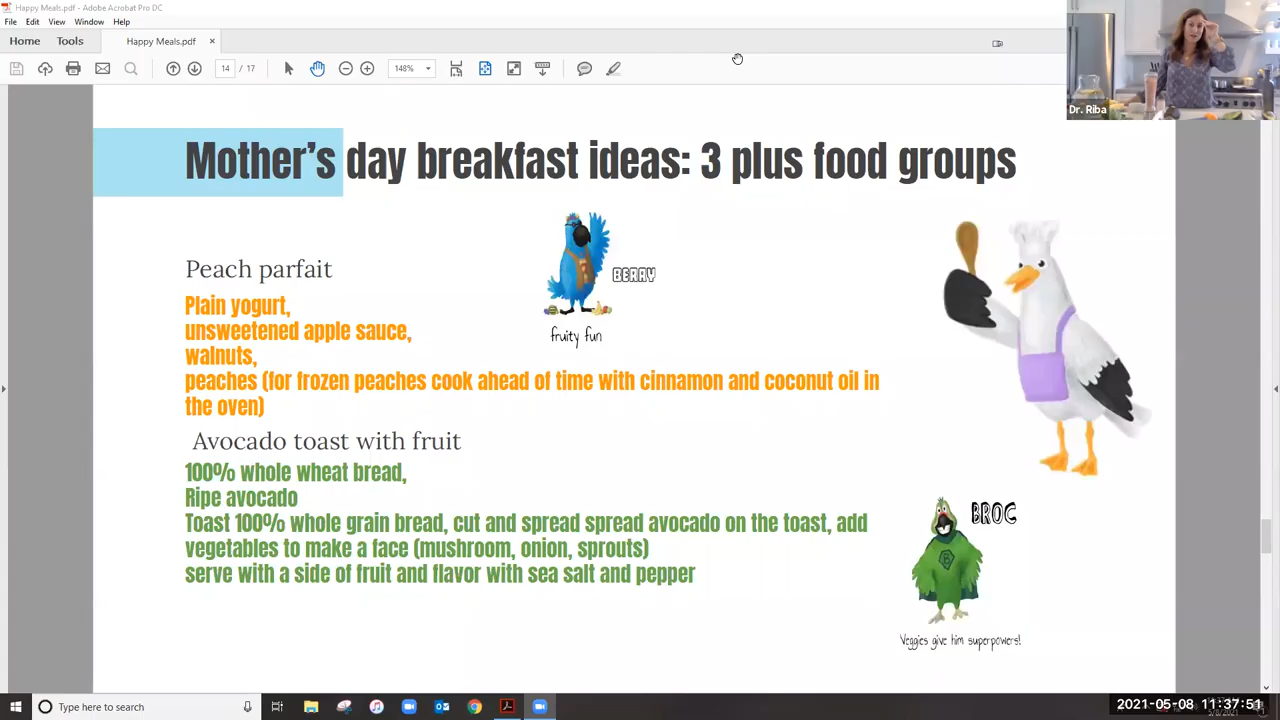 Happy Meals.pdf - Adobe Acrobat Pro DC
File Edit View Window Help
Home Tools Happy Meals.pdf ×
14 / 17 148%
Dr. Riba
Mother's day breakfast ideas: 3 plus food groups
Peach parfait
BERRY
Plain yogurt,
unsweetened apple sauce,
fruity fun
walnuts,
peaches (for frozen peaches cook ahead of time with cinnamon and coconut oil in
the oven)
Avocado toast with fruit
100% whole wheat bread,
Ripe avocado
BROC
Toast 100% whole grain bread, cut and spread spread avocado on the toast, add
vegetables to make a face (mushroom, onion, sprouts)
serve with a side of fruit and flavor with sea salt and pepper
Veggies give him superpowers!
Type here to search
2021-05-08 11:37:51